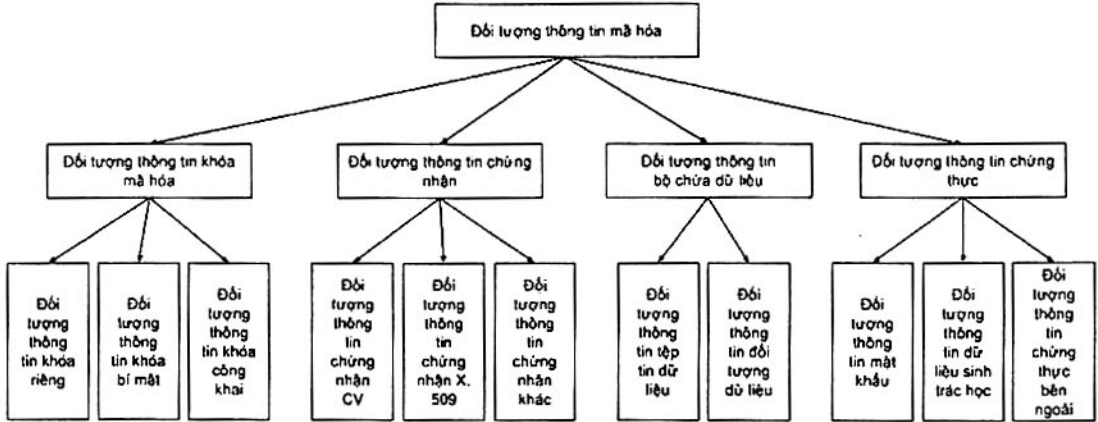 Đối tượng thông tin mã hóa
Đối tượng thông tin khóa
mã hóa
Đối tượng thông tin chứng
nhận
Đối tượng thông tin
bộ chứa dữ liệu
Đối tượng thông tin chứng
thực
Đối
tượng
thông
tin khóa
riêng
Đối
tượng
thông
tin khóa
bí mật
Đối
tượng
thông
tin khóa
công
khai
Đối
tượng
thông
tin
chứng
nhận
CV
Đối
tượng
thông
tin
chứng
nhận X.
509
Đối
tượng
thông
tin
chứng
nhận
khác
Đối
tượng
thông
tin tệp
tin dữ
liệu
Đối
tượng
thông
tin đối
tượng
dữ liệu
Đối
tượng
thông
tin mật
khẩu
Đối
tượng
thông
tin dữ
liệu sinh
trắc học
Đối
tượng
thông
tin
chứng
thực
bên
ngoài